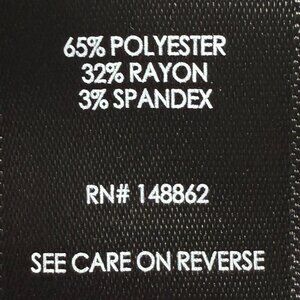 65% POLYESTER
32% RAYON
3% SPANDEX
RN# 148862
SEE CARE ON REVERSE